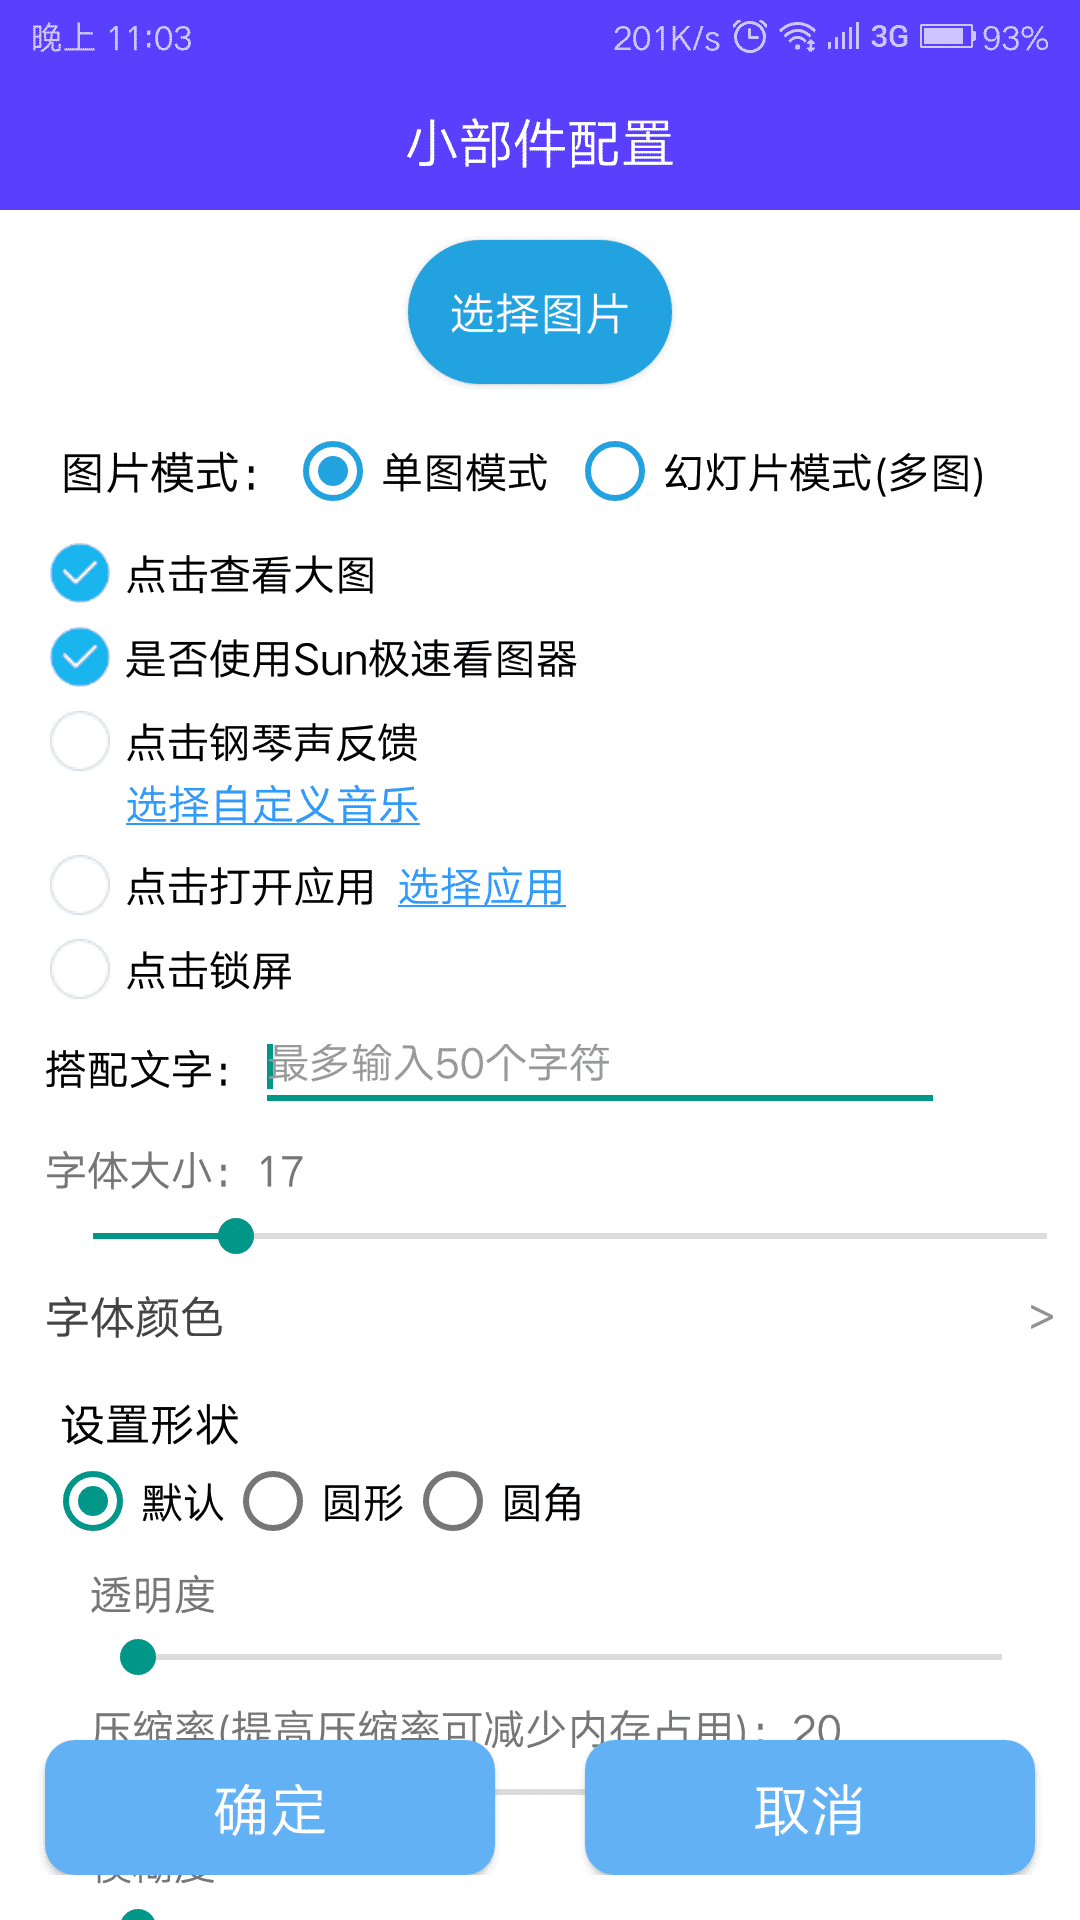 晚上 11:03 201K/s 3G 93%
小部件配置
选择图片
图片模式: 单图模式 幻灯片模式(多图)
点击查看大图
是否使用Sun极速看图器
点击钢琴声反馈
选择自定义音乐
点击打开应用 选择应用
点击锁屏
搭配文字: 最多输入50个字符
字体大小: 17
字体颜色 >
设置形状
默认 圆形 圆角
透明度
压缩率(提高压缩率可减少内存占用): 20
确定 取消